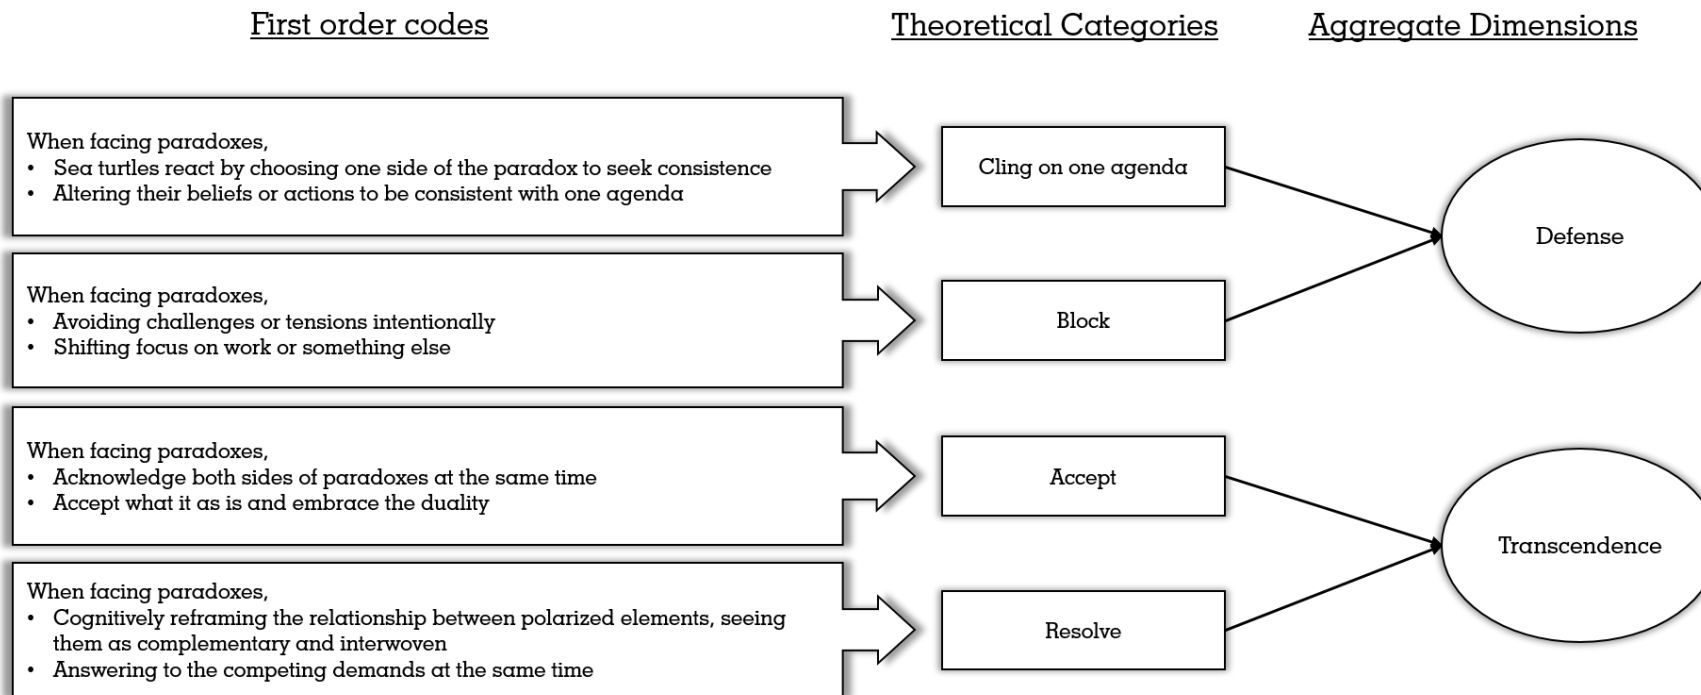 First order codes
Theoretical Categories
Aggregate Dimensions
When facing paradoxes,
• Sea turtles react by choosing one side of the paradox to seek consistence
• Altering their beliefs or actions to be consistent with one agenda
Cling on one agenda
Defense
When facing paradoxes,
• Avoiding challenges or tensions intentionally
• Shifting focus on work or something else
Block
When facing paradoxes,
• Acknowledge both sides of paradoxes at the same time
• Accept what it as is and embrace the duality
Accept
Transcendence
When facing paradoxes,
• Cognitively reframing the relationship between polarized elements, seeing
them as complementary and interwoven
• Answering to the competing demands at the same time
Resolve